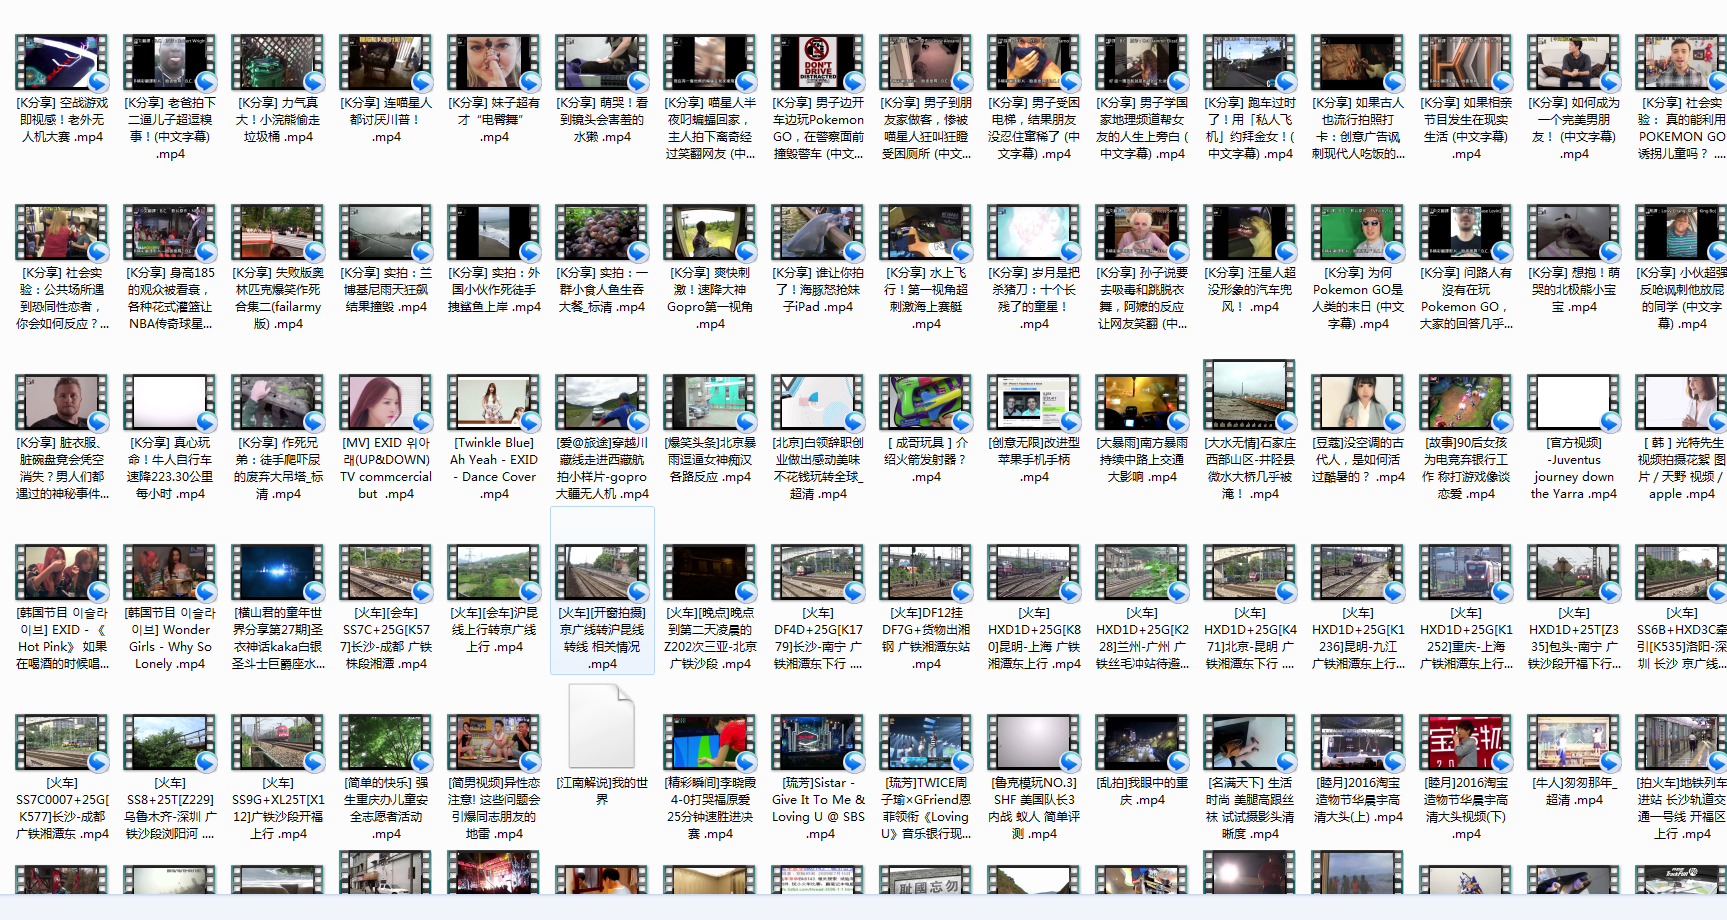 [K分享] 空战游戏
即视感！老外无
人机大赛 .mp4
[K分享] 老爸拍下
二逼儿子超逗糗
事！(中文字幕)
.mp4
[K分享] 力气真
大！小浣能偷走
垃圾桶 .mp4
[K分享] 连喵星人
都讨厌川普！
.mp4
[K分享] 妹子超有
才“电臀舞”
.mp4
[K分享] 萌哭！看
到镜头会害羞的
水獭 .mp4
[K分享] 喵星人半
夜叼蝙蝠回家，
主人拍下离奇经
过笑翻网友 (中...
[K分享] 男子边开
车边玩Pokemon
GO，在警察面前
撞毁警车 (中文...
[K分享] 男子到朋
友家做客，惨被
喵星人狂叫狂瞪
受困厕所 (中文...
[K分享] 男子受困
电梯，结果朋友
没忍住窜稀了 (中
文字幕) .mp4
[K分享] 男子学国
家地理频道帮女
友的人生上旁白 (
中文字幕) .mp4
[K分享] 跑车过时
了！用「私人飞
机」约拜金女！(
中文字幕) .mp4
[K分享] 如果古人
也流行拍照打
卡：创意广告讽
刺现代人吃饭的...
[K分享] 如果相亲
节目发生在现实
生活 (中文字幕)
.mp4
[K分享] 如何成为
一个完美男朋
友！ (中文字幕)
.mp4
[K分享] 社会实
验： 真的能利用
POKEMON GO
诱拐儿童吗？ ....
[K分享] 社会实
验：公共场所遇
到恐同性恋者，
你会如何反应？...
[K分享] 身高185
的观众被看衰，
各种花式灌篮让
NBA传奇球星...
[K分享] 失败版奥
林匹克爆笑作死
合集二(failarmy
版) .mp4
[K分享] 实拍：兰
博基尼雨天狂飙
结果撞毁 .mp4
[K分享] 实拍：外
国小伙作死徒手
拽鲨鱼上岸 .mp4
[K分享] 实拍：一
群小食人鱼生吞
大餐_标清 .mp4
[K分享] 爽快刺
激！速降大神
Gopro第一视角
.mp4
[K分享] 谁让你拍
了！海豚怒抢妹
子iPad .mp4
[K分享] 水上飞
行！第一视角超
刺激海上赛艇
.mp4
[K分享] 岁月是把
杀猪刀：十个长
残了的童星！
.mp4
[K分享] 孙子说要
去吸毒和跳脱衣
舞，阿嬷的反应
让网友笑翻 (中...
[K分享] 汪星人超
没形象的汽车兜
风！ .mp4
[K分享] 为何
Pokemon GO是
人类的末日 (中文
字幕) .mp4
[K分享] 问路人有
沒有在玩
Pokemon GO，
大家的回答几乎...
[K分享] 想抱！萌
哭的北极熊小宝
宝 .mp4
[K分享] 小伙超强
反呛讽刺他放屁
的同学 (中文字
幕) .mp4
[K分享] 脏衣服、
脏碗盘竟会凭空
消失？男人们都
遇过的神秘事件...
[K分享] 真心玩
命！牛人自行车
速降223.30公里
每小时 .mp4
[K分享] 作死兄
弟：徒手爬吓尿
的废弃大吊塔_标
清 .mp4
[MV] EXID 위아
래(UP&DOWN)
TV commcercial
but .mp4
[Twinkle Blue]
Ah Yeah - EXID
- Dance Cover
.mp4
[爱@旅途]穿越川
藏线走进西藏航
拍小样片-gopro
大疆无人机 .mp4
[爆笑头条]北京暴
雨逗逼女神痴汉
各路反应 .mp4
[北京]白领辞职创
业做出感动美味
不花钱玩转全球_
超清 .mp4
[ 成哥玩具 ] 介
绍火箭发射器？
.mp4
[创意无限]改进型
苹果手机手柄
.mp4
[大暴雨]南方暴雨
持续中路上交通
大影响 .mp4
[大水无情]石家庄
西部山区-井陉县
微水大桥几乎被
淹！ .mp4
[豆蔻]没空调的古
代人，是如何活
过酷暑的？ .mp4
[故事]90后女孩
为电竞弃银行工
作 称打游戏像谈
恋爱 .mp4
[官方视频]
-Juventus
journey down
the Yarra .mp4
[ 韩 ] 光特先生
视频拍摄花絮 图
片 / 天野 视频 /
apple .mp4
[韩国节目 이슬라
이브] EXID - 《
Hot Pink》 如果
在喝酒的时候唱...
[韩国节目 이슬라
이브] Wonder
Girls - Why So
Lonely .mp4
[横山君的童年世
界分享第27期]圣
衣神话kaka白银
圣斗士巨爵座水...
[火车][会车]
SS7C+25G[K57
7]长沙-成都 广铁
株段湘潭 .mp4
[火车][会车]沪昆
线上行转京广线
上行 .mp4
[火车][开窗拍摄]
京广线转沪昆线
转线 相关情况
.mp4
[火车][晚点]晚点
到第二天凌晨的
Z202次三亚-北京
广铁沙段 .mp4
[火车]
DF4D+25G[K17
79]长沙-南宁 广
铁湘潭东下行 ....
[火车]DF12挂
DF7G+货物出湘
钢 广铁湘潭东站
.mp4
[火车]
HXD1D+25G[K8
0]昆明-上海 广铁
湘潭东上行 .mp4
[火车]
HXD1D+25G[K2
28]兰州-广州 广
铁丝毛冲站待避...
[火车]
HXD1D+25G[K4
71]北京-昆明 广
铁湘潭东下行 ....
[火车]
HXD1D+25G[K1
236]昆明-九江
广铁湘潭东上行...
[火车]
HXD1D+25G[K1
252]重庆-上海
广铁湘潭东上行...
[火车]
HXD1D+25T[Z3
35]包头-南宁 广
铁沙段开福下行...
[火车]
SS6B+HXD3C牵
引[K535]洛阳-深
圳 长沙 京广线...
[火车]
SS7C0007+25G[
K577]长沙-成都
广铁湘潭东 .mp4
[火车]
SS8+25T[Z229]
乌鲁木齐-深圳 广
铁沙段浏阳河 ....
[火车]
SS9G+XL25T[X1
12]广铁沙段开福
上行 .mp4
[简单的快乐] 强
生重庆办儿童安
全志愿者活动
.mp4
[简男视频]异性恋
注意! 这些问题会
引爆同志朋友的
地雷 .mp4
[江南解说]我的世
界
[精彩瞬间]李晓霞
4-0打哭福原爱
25分钟速胜进决
赛 .mp4
[琉芳]Sistar -
Give It To Me &
Loving U @ SBS
.mp4
[琉芳]TWICE周
子瑜×GFriend恩
菲领衔《Loving
U》音乐银行现...
[鲁克模玩NO.3]
SHF 美国队长3
内战 蚁人 简单评
测 .mp4
[乱拍]我眼中的重
庆 .mp4
[名满天下] 生活
时尚 美腿高跟丝
袜 试试摄影头清
晰度 .mp4
[睦月]2016淘宝
造物节华晨宇高
清大头(上) .mp4
[睦月]2016淘宝
造物节华晨宇高
清大头视频(下)
.mp4
[牛人]匆匆那年_
超清 .mp4
[拍火车]地铁列车
进站 长沙轨道交
通一号线 开福区
上行 .mp4